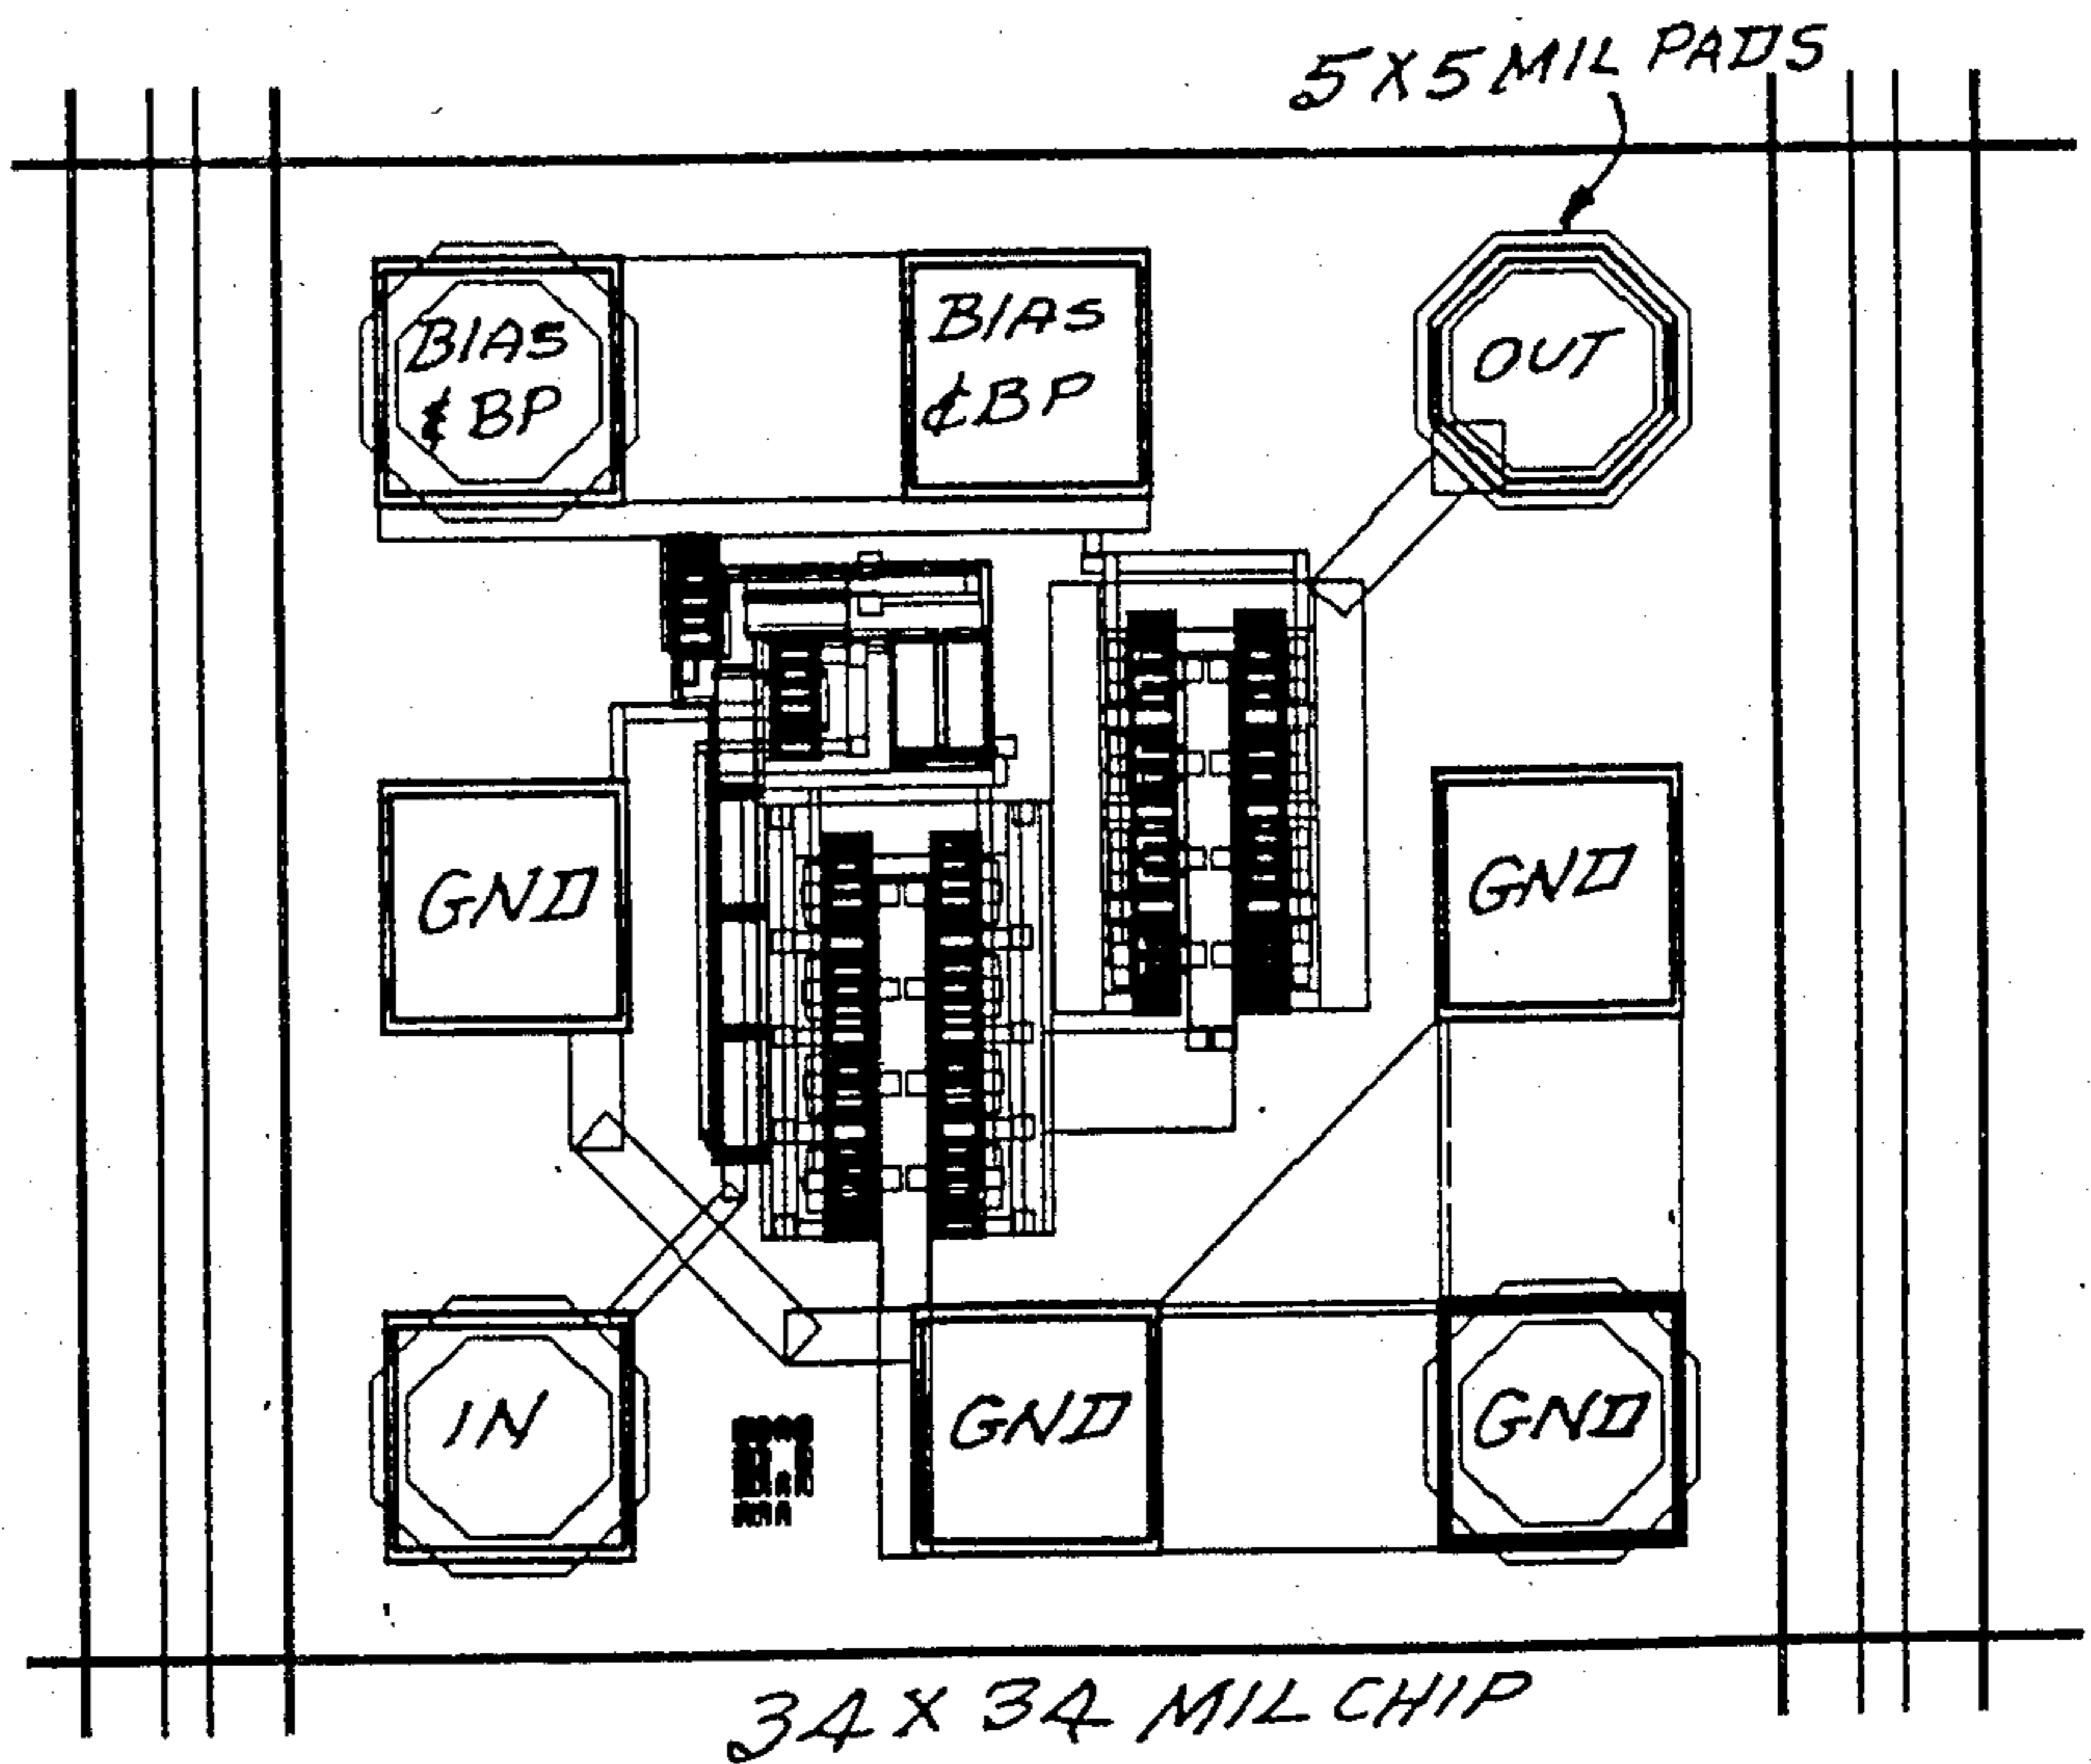 5X5 MIL PADS
BIAS
& BP
BIAS
& BP
OUT
GND
GND
IN
GND
GND
34 X 34 MIL CHIP